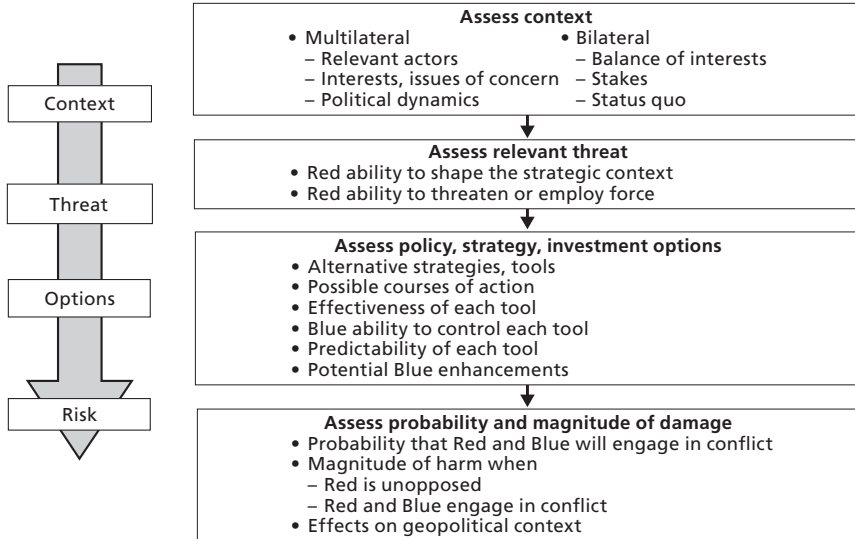 Context
Threat
Options
Risk
Assess context
• Multilateral
– Relevant actors
– Interests, issues of concern
– Political dynamics
• Bilateral
– Balance of interests
– Stakes
– Status quo
Assess relevant threat
• Red ability to shape the strategic context
• Red ability to threaten or employ force
Assess policy, strategy, investment options
• Alternative strategies, tools
• Possible courses of action
• Effectiveness of each tool
• Blue ability to control each tool
• Predictability of each tool
• Potential Blue enhancements
Assess probability and magnitude of damage
• Probability that Red and Blue will engage in conflict
• Magnitude of harm when
– Red is unopposed
– Red and Blue engage in conflict
• Effects on geopolitical context